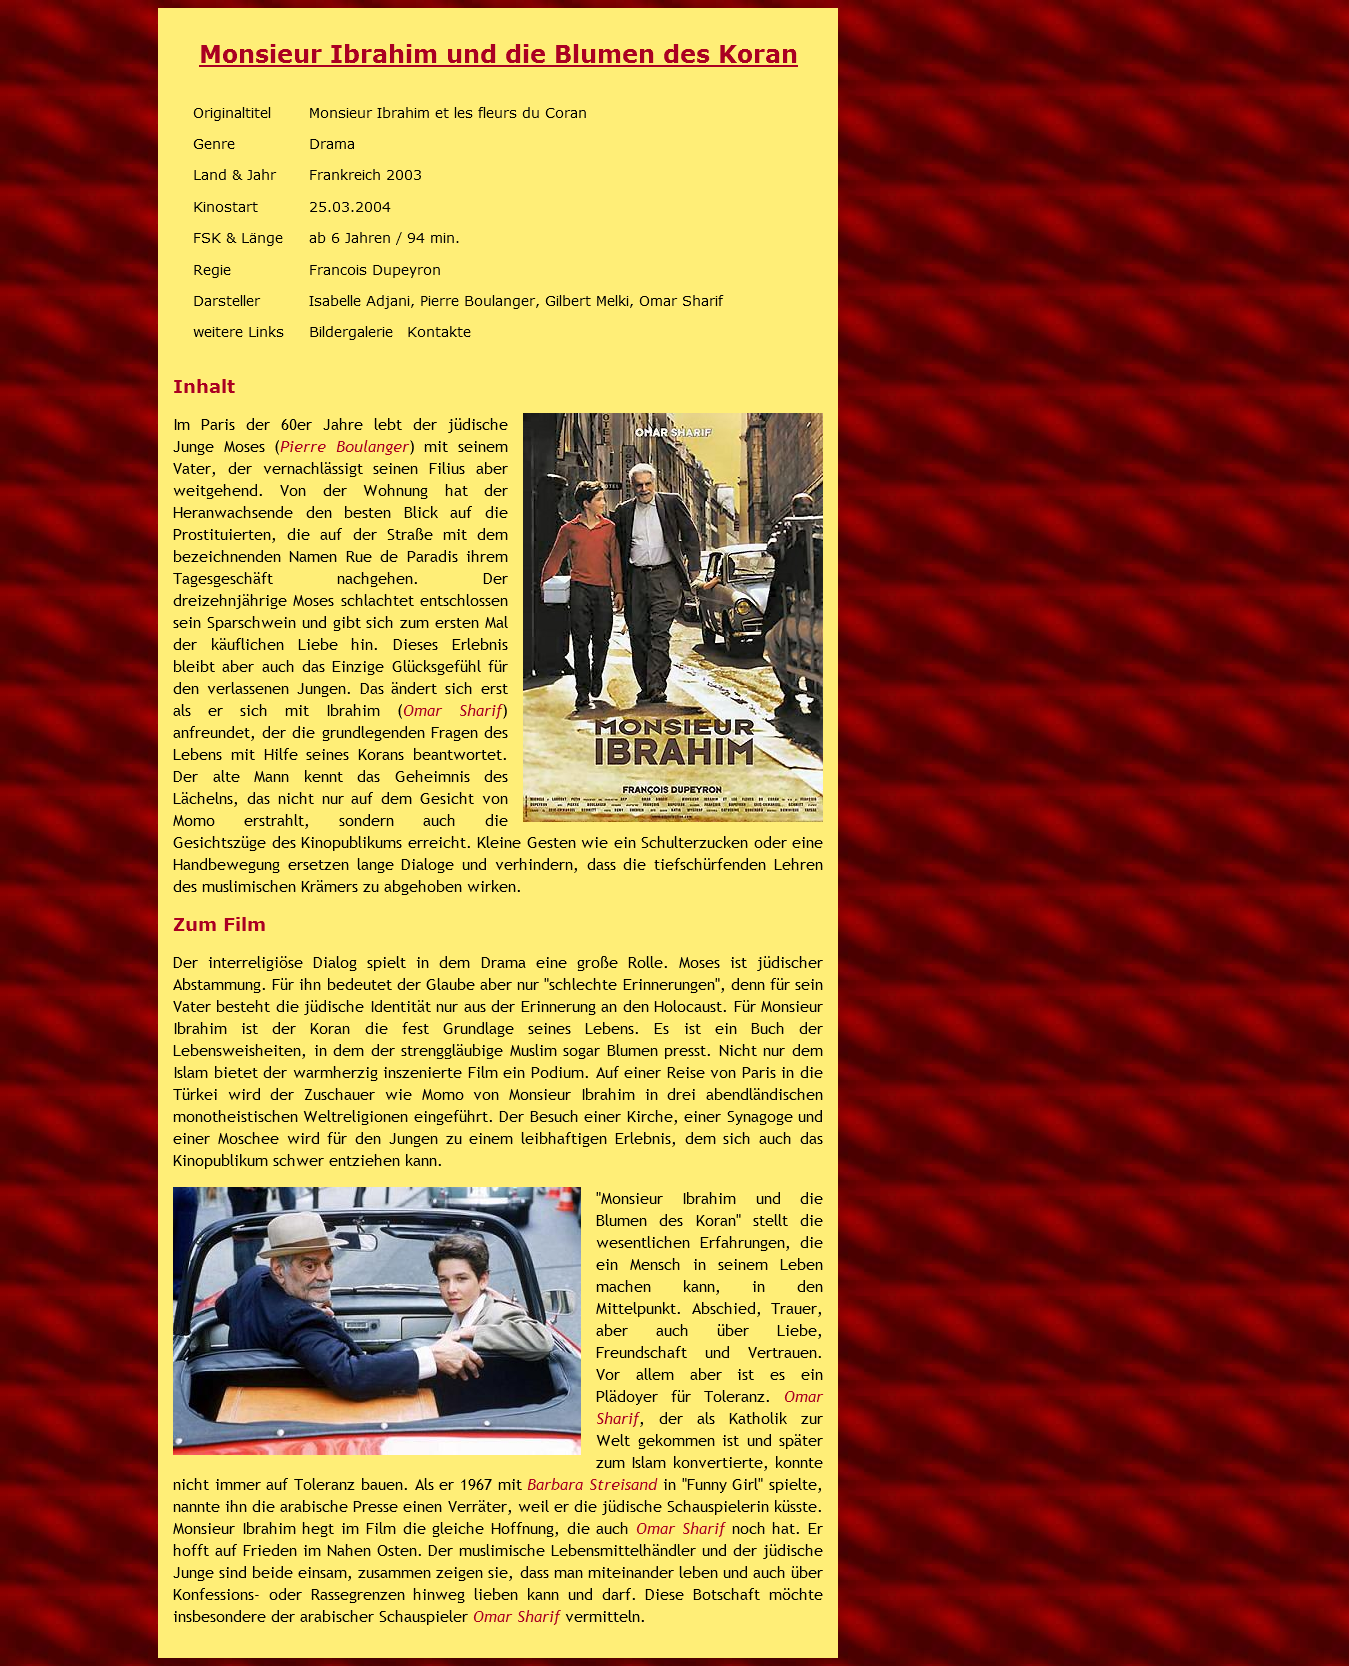 Monsieur Ibrahim und die Blumen des Koran
Originaltitel Monsieur Ibrahim et les fleurs du Coran
Genre Drama
Land & Jahr Frankreich 2003
Kinostart 25.03.2004
FSK & Länge ab 6 Jahren / 94 min.
Regie Francois Dupeyron
Darsteller Isabelle Adjani, Pierre Boulanger, Gilbert Melki, Omar Sharif
weitere Links Bildergalerie Kontakte
Inhalt
Im Paris der 60er Jahre lebt der jüdische
Junge Moses (Pierre Boulanger) mit seinem
Vater, der vernachlässigt seinen Filius aber
weitgehend. Von der Wohnung hat der
Heranwachsende den besten Blick auf die
Prostituierten, die auf der Straße mit dem
bezeichnenden Namen Rue de Paradis ihrem
Tagesgeschäft nachgehen. Der
dreizehnjährige Moses schlachtet entschlossen
sein Sparschwein und gibt sich zum ersten Mal
der käuflichen Liebe hin. Dieses Erlebnis
bleibt aber auch das Einzige Glücksgefühl für
den verlassenen Jungen. Das ändert sich erst
als er sich mit Ibrahim (Omar Sharif)
anfreundet, der die grundlegenden Fragen des
Lebens mit Hilfe seines Korans beantwortet.
Der alte Mann kennt das Geheimnis des
Lächelns, das nicht nur auf dem Gesicht von
Momo erstrahlt, sondern auch die
Gesichtszüge des Kinopublikums erreicht. Kleine Gesten wie ein Schulterzucken oder eine
Handbewegung ersetzen lange Dialoge und verhindern, dass die tiefschürfenden Lehren
des muslimischen Krämers zu abgehoben wirken.
OMAR SHARIF
HOTEL
MONSIEUR
IBRAHIM
FRANÇOIS DUPEYRON
Zum Film
Der interreligiöse Dialog spielt in dem Drama eine große Rolle. Moses ist jüdischer
Abstammung. Für ihn bedeutet der Glaube aber nur "schlechte Erinnerungen", denn für sein
Vater besteht die jüdische Identität nur aus der Erinnerung an den Holocaust. Für Monsieur
Ibrahim ist der Koran die fest Grundlage seines Lebens. Es ist ein Buch der
Lebensweisheiten, in dem der strenggläubige Muslim sogar Blumen presst. Nicht nur dem
Islam bietet der warmherzig inszenierte Film ein Podium. Auf einer Reise von Paris in die
Türkei wird der Zuschauer wie Momo von Monsieur Ibrahim in drei abendländischen
monotheistischen Weltreligionen eingeführt. Der Besuch einer Kirche, einer Synagoge und
einer Moschee wird für den Jungen zu einem leibhaftigen Erlebnis, dem sich auch das
Kinopublikum schwer entziehen kann.
"Monsieur Ibrahim und die
Blumen des Koran" stellt die
wesentlichen Erfahrungen, die
ein Mensch in seinem Leben
machen kann, in den
Mittelpunkt. Abschied, Trauer,
aber auch über Liebe,
Freundschaft und Vertrauen.
Vor allem aber ist es ein
Plädoyer für Toleranz. Omar
Sharif, der als Katholik zur
Welt gekommen ist und später
zum Islam konvertierte, konnte
nicht immer auf Toleranz bauen. Als er 1967 mit Barbara Streisand in "Funny Girl" spielte,
nannte ihn die arabische Presse einen Verräter, weil er die jüdische Schauspielerin küsste.
Monsieur Ibrahim hegt im Film die gleiche Hoffnung, die auch Omar Sharif noch hat. Er
hofft auf Frieden im Nahen Osten. Der muslimische Lebensmittelhändler und der jüdische
Junge sind beide einsam, zusammen zeigen sie, dass man miteinander leben und auch über
Konfessions- oder Rassegrenzen hinweg lieben kann und darf. Diese Botschaft möchte
insbesondere der arabischer Schauspieler Omar Sharif vermitteln.